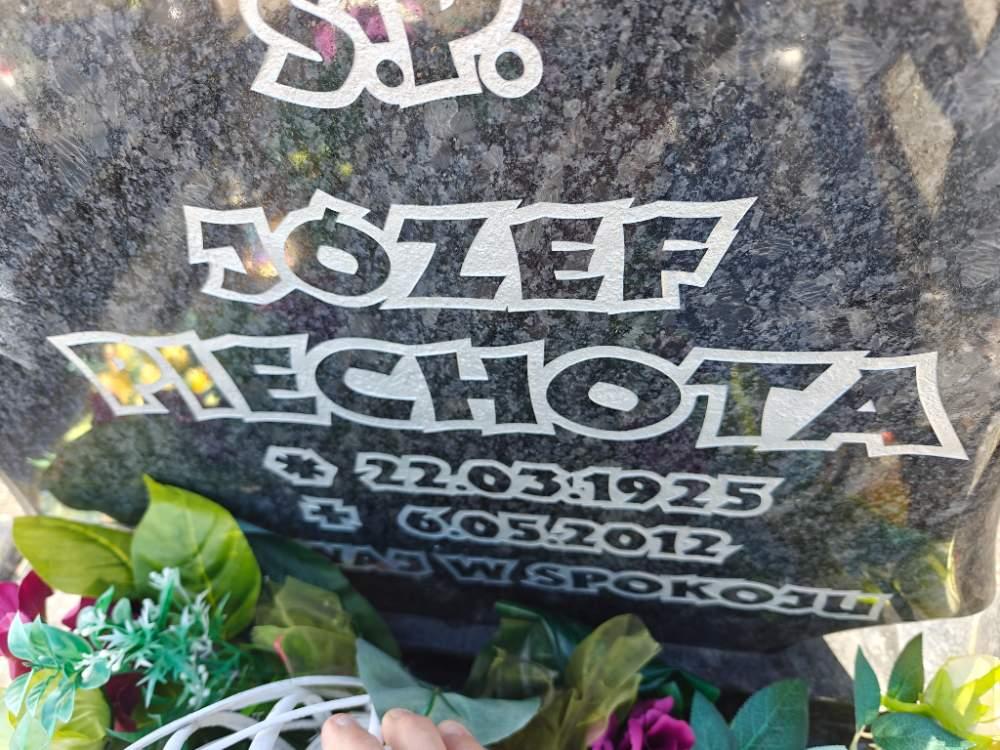 Ś.P.
JÓZEF
PIECHOTA
* 22.03.1925
+ 6.05.2012
W SPOKOJU